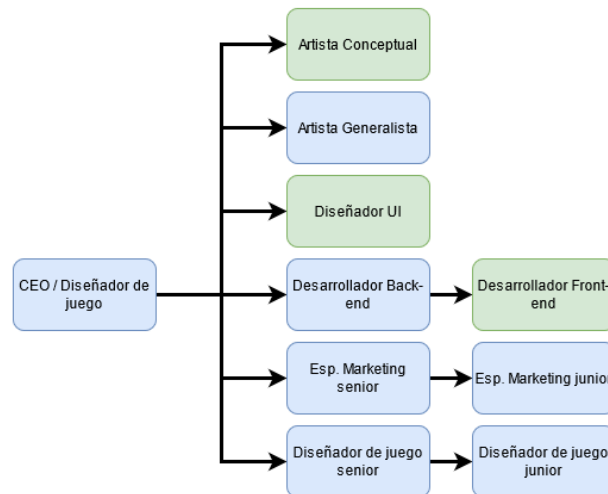 Artista Conceptual
Artista Generalista
Diseñador UI
CEO / Diseñador de
juego
Desarrollador Back-
end
Desarrollador Front-
end
Esp. Marketing
senior
Esp. Marketing junior
Diseñador de juego
senior
Diseñador de juego
junior